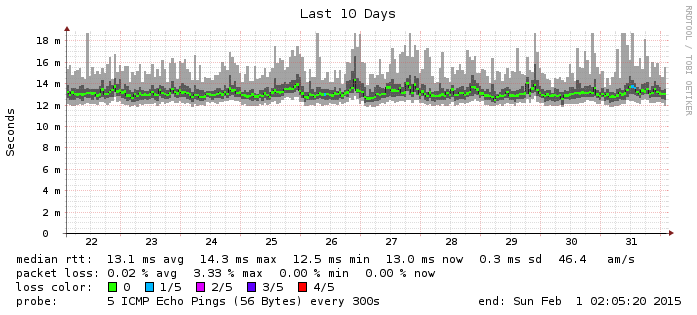 Last 10 Days
RRDTOOL / TOBI OETIKER
Seconds
18 m
16 m
14 m
12 m
10 m
8 m
6 m
4 m
2 m
0
22 23 24 25 26 27 28 29 30 31
median rtt: 13.1 ms avg 14.3 ms max 12.5 ms min 13.0 ms now 0.3 ms sd 46.4 am/s
packet loss: 0.02 % avg 3.33 % max 0.00 % min 0.00 % now
loss color: 0 1/5 2/5 3/5 4/5
probe: 5 ICMP Echo Pings (56 Bytes) every 300s end: Sun Feb 1 02:05:20 2015